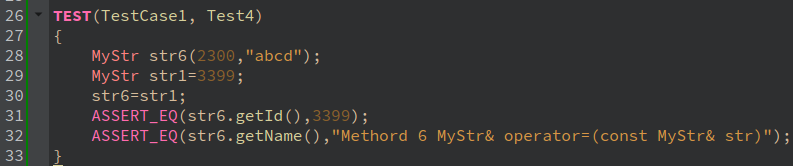 26 TEST(TestCase1, Test4)
27 {
28 MyStr str6(2300,"abcd");
29 MyStr str1=3399;
30 str6=str1;
31 ASSERT_EQ(str6.getId(),3399);
32 ASSERT_EQ(str6.getName(),"Methord 6 MyStr& operator=(const MyStr& str)");
33 }